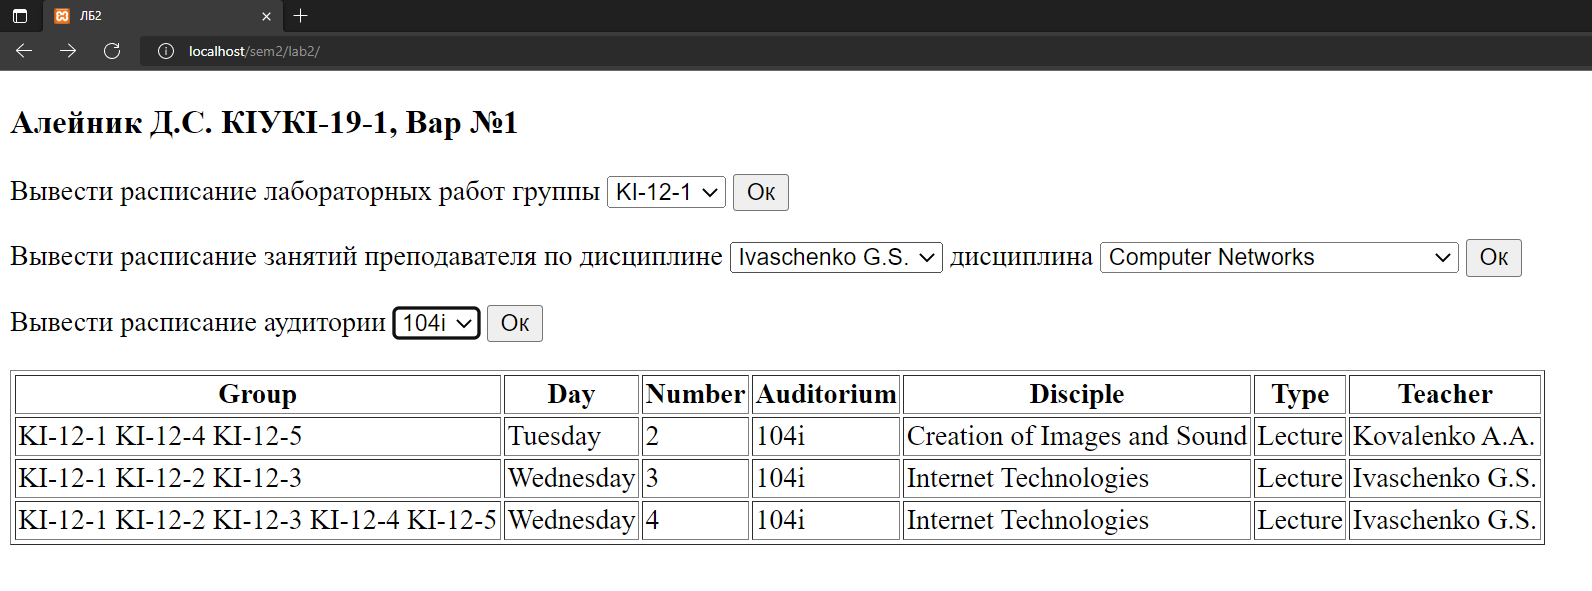 ЛБ2
localhost/sem2/lab2/
Алейник Д.С. КІУКІ-19-1, Вар №1
Вывести расписание лабораторных работ группы KI-12-1 Ок
Вывести расписание занятий преподавателя по дисциплине Ivaschenko G.S. дисциплина Computer Networks Ок
Вывести расписание аудитории 104i Ок
Group Day Number Auditorium Disciple Type Teacher
KI-12-1 KI-12-4 KI-12-5 Tuesday 2 104i Creation of Images and Sound Lecture Kovalenko A.A.
KI-12-1 KI-12-2 KI-12-3 Wednesday 3 104i Internet Technologies Lecture Ivaschenko G.S.
KI-12-1 KI-12-2 KI-12-3 KI-12-4 KI-12-5 Wednesday 4 104i Internet Technologies Lecture Ivaschenko G.S.